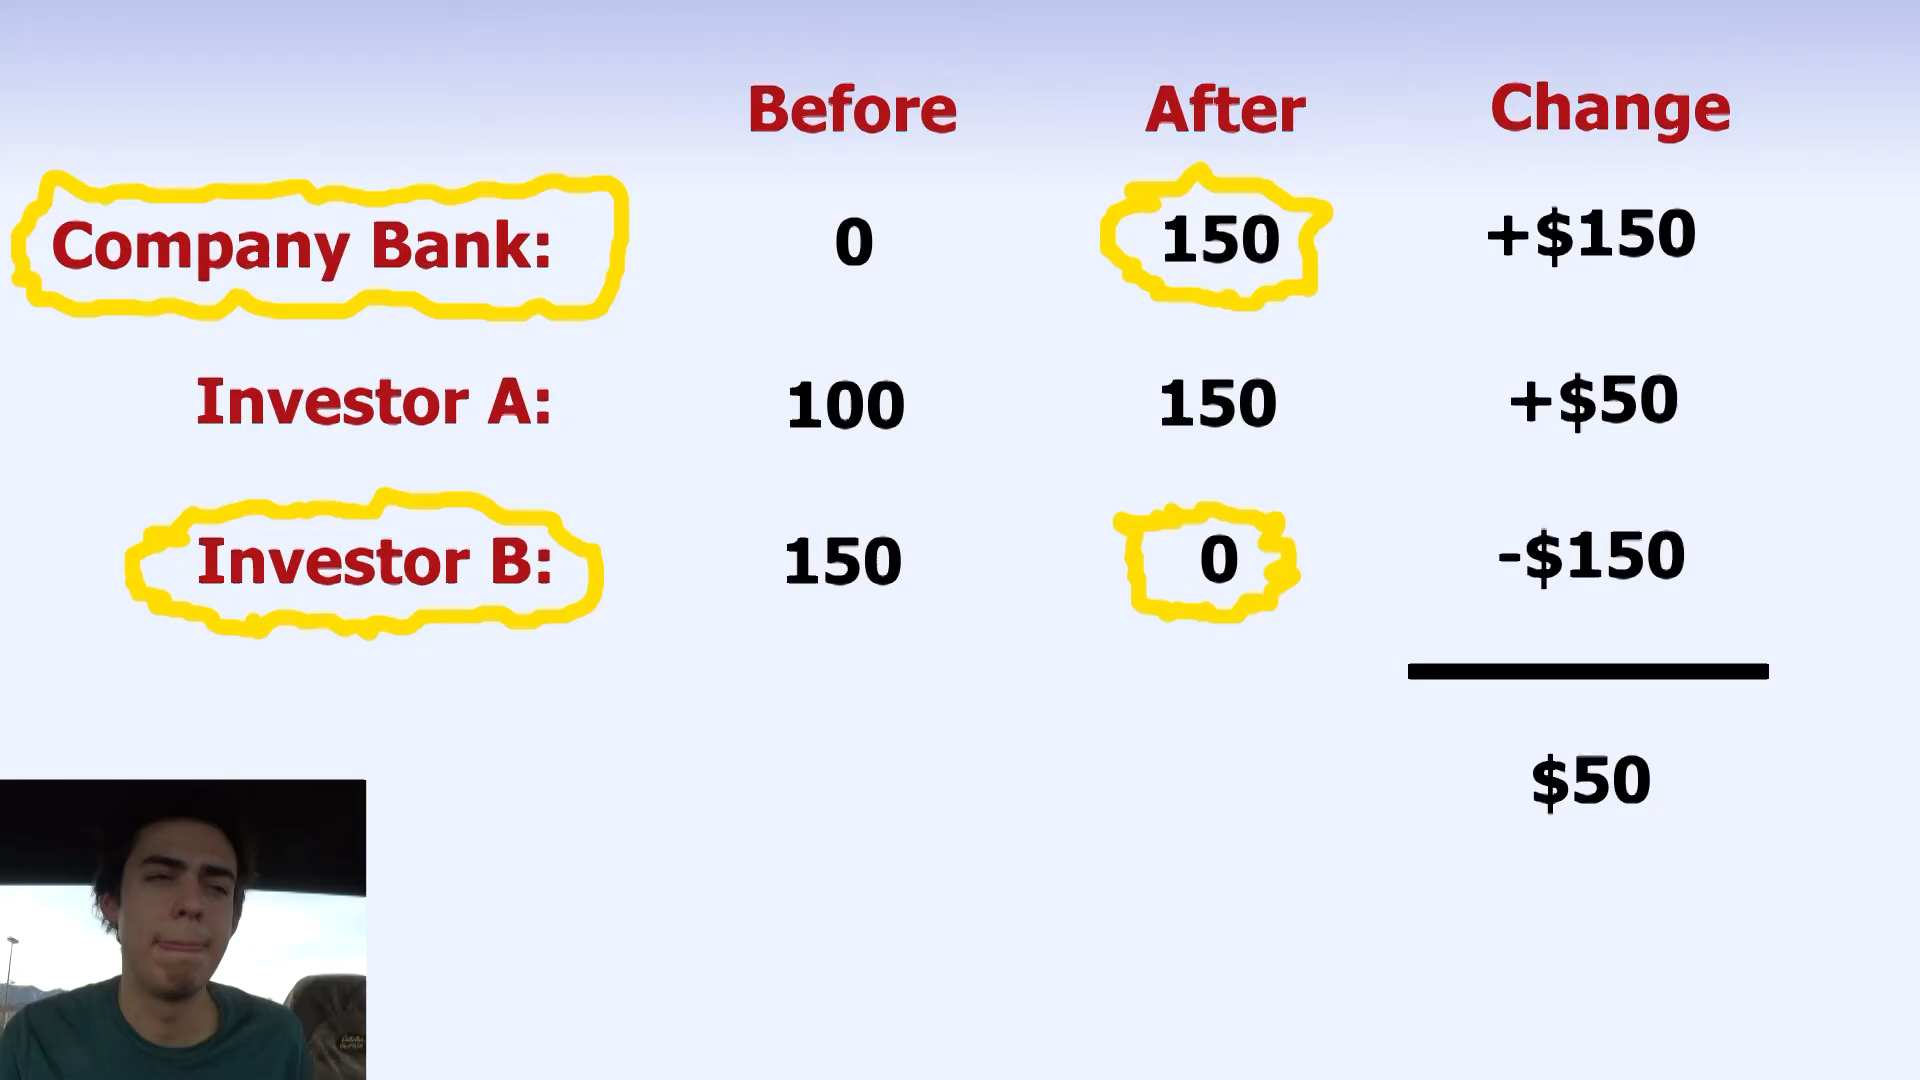 Before After Change
Company Bank: 0 150 +$150
Investor A: 100 150 +$50
Investor B: 150 0 -$150
$50